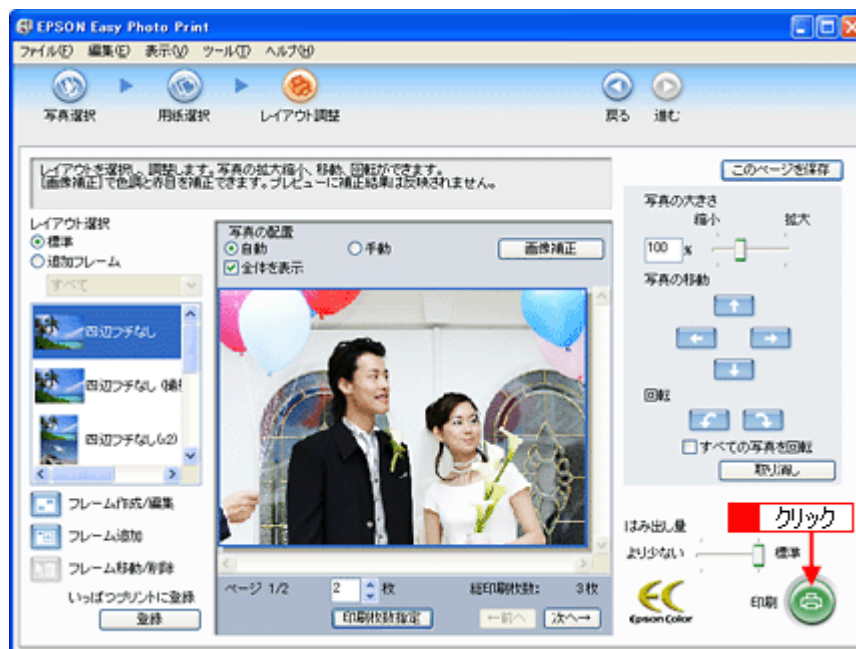 EPSON Easy Photo Print
ファイル(F) 編集(E) 表示(V) ツール(T) ヘルプ(H)
写真選択 用紙選択 レイアウト調整 戻る 進む
レイアウトを選択し、調整します。写真の拡大縮小、移動、回転ができます。
[画像補正]で色調と赤目を補正できます。プレビューに補正結果は反映されません。
このページを保存
レイアウト選択
標準
追加フレーム
すべて
四辺フチなし
四辺フチなし
四辺フチなし(x2)
フレーム作成/編集
フレーム追加
フレーム移動/削除
いっぱつプリントに登録
登録
写真の配置
自動 手動 画像補正
全体を表示
ページ 1/2 2 枚 総印刷枚数: 3枚
印刷枚数指定 ←前へ 次へ→
写真の大きさ
縮小 拡大
100 %
写真の移動
回転
すべての写真を回転
取り消し
クリック
はみ出し量
より少ない 標準
Epson Color
印刷